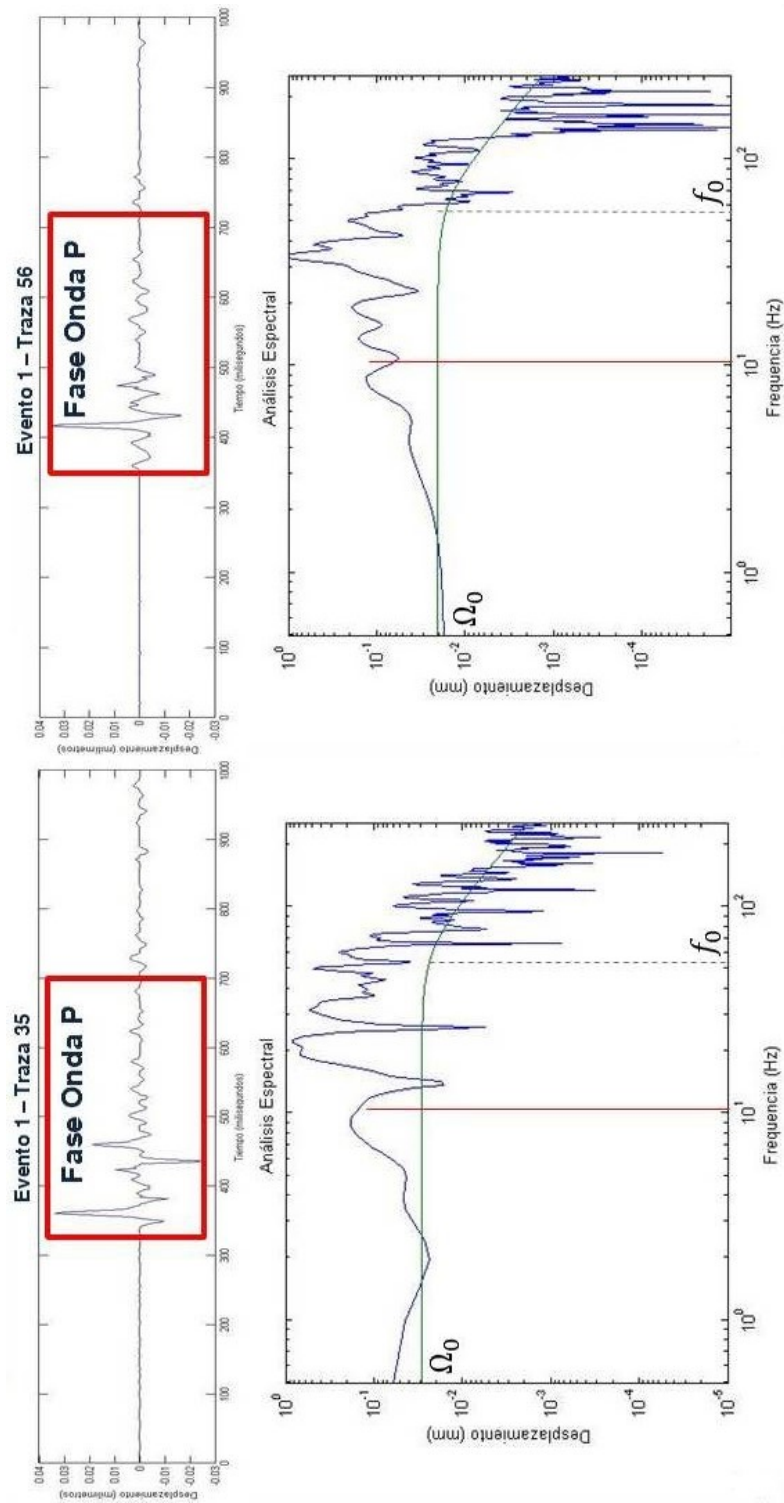 Evento 1 – Traza 35
Desplazamiento (milímetros)
0.04
0.03
0.02
0.01
0
-0.01
-0.02
-0.03
Fase Onda P
0 100 200 300 400 500 600 700 800 900 1000
Tiempo (milisegundos)
Análisis Espectral
Desplazamiento (mm)
10^0
10^-1
10^-2
10^-3
10^-4
10^-5
Ω0
f0
10^0 10^1 10^2
Frequencia (Hz)
Evento 1 – Traza 56
Desplazamiento (milímetros)
0.04
0.03
0.02
0.01
0
-0.01
-0.02
-0.03
Fase Onda P
0 100 200 300 400 500 600 700 800 900 1000
Tiempo (milisegundos)
Análisis Espectral
Desplazamiento (mm)
10^0
10^-1
10^-2
10^-3
10^-4
Ω0
f0
10^0 10^1 10^2
Frequencia (Hz)